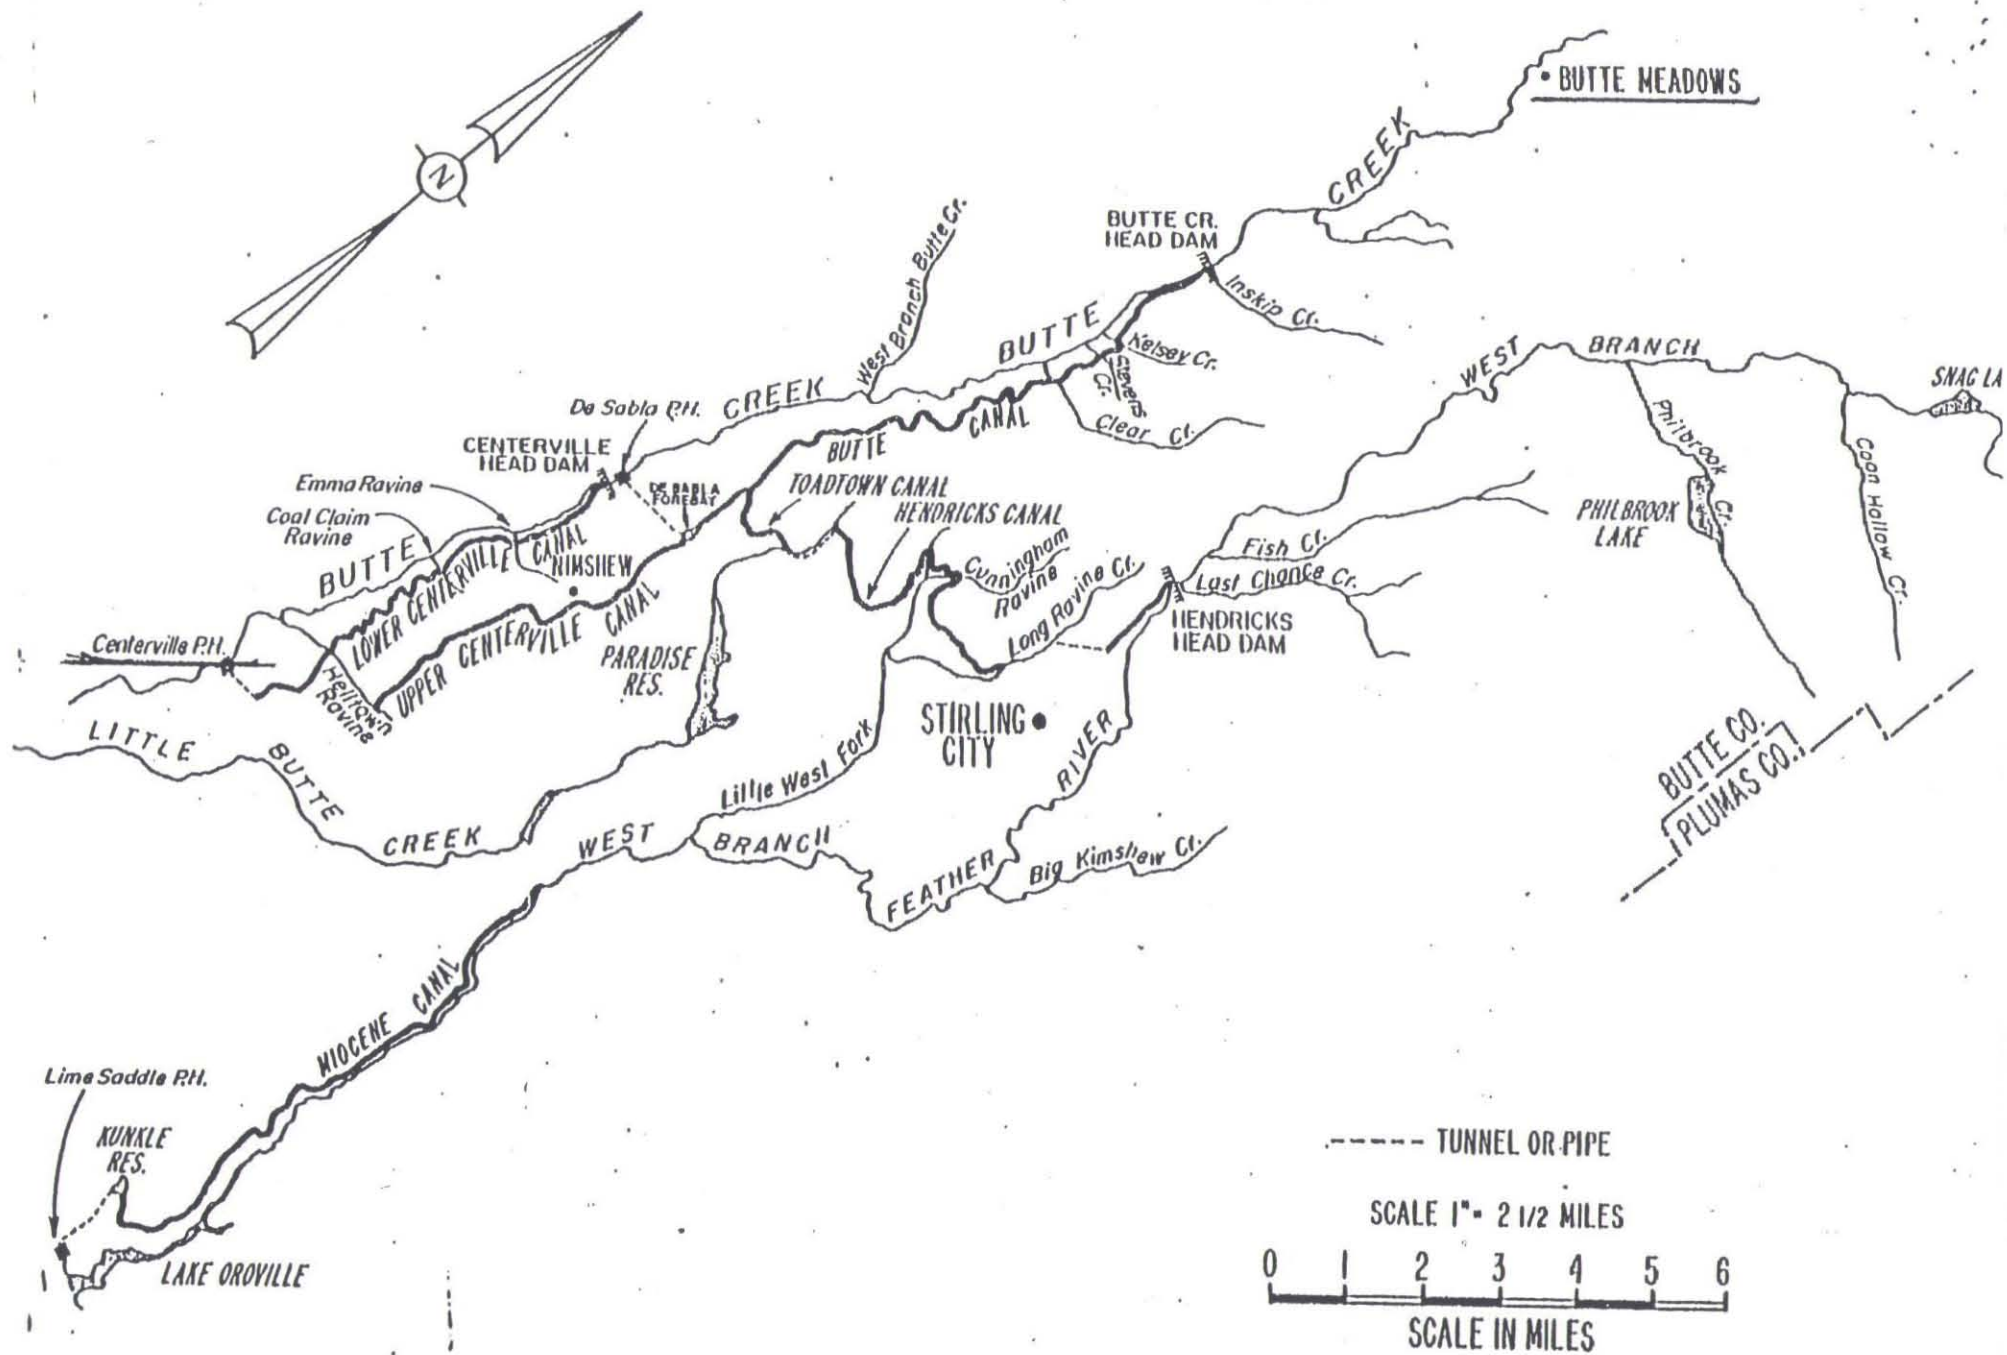 N
BUTTE MEADOWS
CREEK
West Branch Butte Cr.
BUTTE CR.
HEAD DAM
Inskip Cr.
BUTTE
Kelsey Cr.
Stevens
Cr.
Clear Cr.
WEST
BRANCH
SNAG LA
Philbrook
Cr.
PHILBROOK
LAKE
Coon Hollow Cr.
De Sabla P.H.
CREEK
CENTERVILLE
HEAD DAM
BUTTE
CANAL
DE SABLA
FOREBAY
TOADTOWN CANAL
HENDRICKS CANAL
Emma Ravine
Coal Claim
Ravine
BUTTE
LOWER CENTERVILLE
CANAL
NIMSHEW
UPPER CENTERVILLE
CANAL
Centerville P.H.
Helltown
Ravine
Cunningham
Ravine
Long Ravine Cr.
Fish Cr.
Last Chance Cr.
HENDRICKS
HEAD DAM
PARADISE
RES.
STIRLING
CITY
LITTLE
BUTTE
CREEK
Little West Fork
WEST
BRANCH
FEATHER
RIVER
Big Kimshew Cr.
BUTTE CO.
PLUMAS CO.
MIOCENE
CANAL
Lime Saddle P.H.
KUNKLE
RES.
LAKE OROVILLE
TUNNEL OR PIPE
SCALE 1"= 2 1/2 MILES
0 1 2 3 4 5 6
SCALE IN MILES